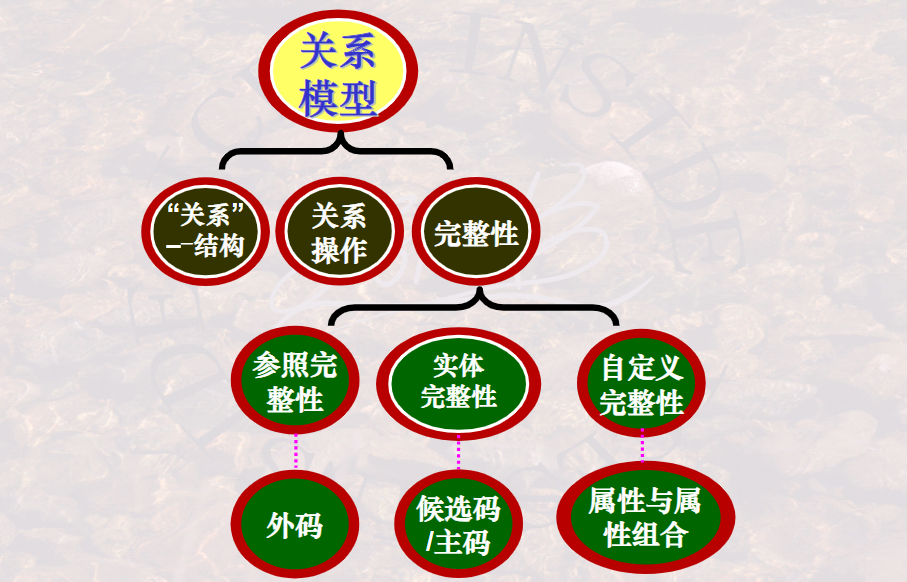 关系
模型
“关系”
—结构
关系
操作
完整性
参照完
整性
实体
完整性
自定义
完整性
外码
候选码
/主码
属性与属
性组合